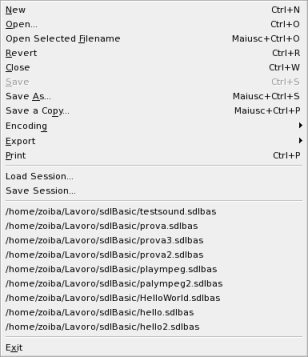 New Ctrl+N
Open... Ctrl+O
Open Selected Filename Maiusc+Ctrl+O
Revert Ctrl+R
Close Ctrl+W
Save Ctrl+S
Save As... Maiusc+Ctrl+S
Save a Copy... Maiusc+Ctrl+P
Encoding
Export
Print Ctrl+P
Load Session...
Save Session...
/home/zoiba/Lavoro/sdlBasic/testsound.sdlbas
/home/zoiba/Lavoro/sdlBasic/prova.sdlbas
/home/zoiba/Lavoro/sdlBasic/prova3.sdlbas
/home/zoiba/Lavoro/sdlBasic/prova2.sdlbas
/home/zoiba/Lavoro/sdlBasic/plaympeg.sdlbas
/home/zoiba/Lavoro/sdlBasic/palympeg2.sdlbas
/home/zoiba/Lavoro/sdlBasic/HelloWorld.sdlbas
/home/zoiba/Lavoro/sdlBasic/hello.sdlbas
/home/zoiba/Lavoro/sdlBasic/hello2.sdlbas
Exit